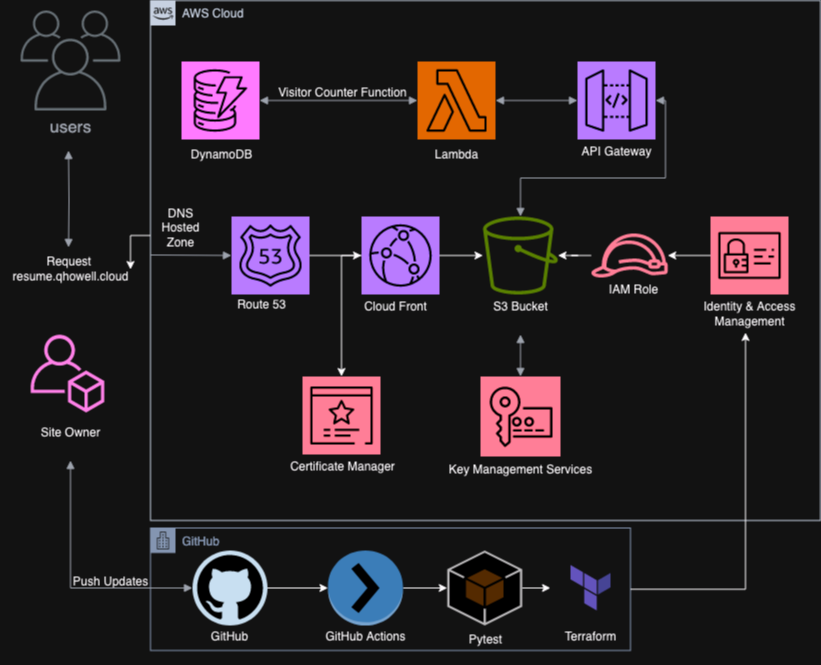 aws
AWS Cloud
users
DynamoDB
Visitor Counter Function
Lambda
</>
API Gateway
Request
resume.qhowell.cloud
DNS
Hosted
Zone
53
Route 53
Cloud Front
S3 Bucket
IAM Role
Identity & Access
Management
Site Owner
Certificate Manager
Key Management Services
GitHub
Push Updates
GitHub
GitHub Actions
Pytest
Terraform